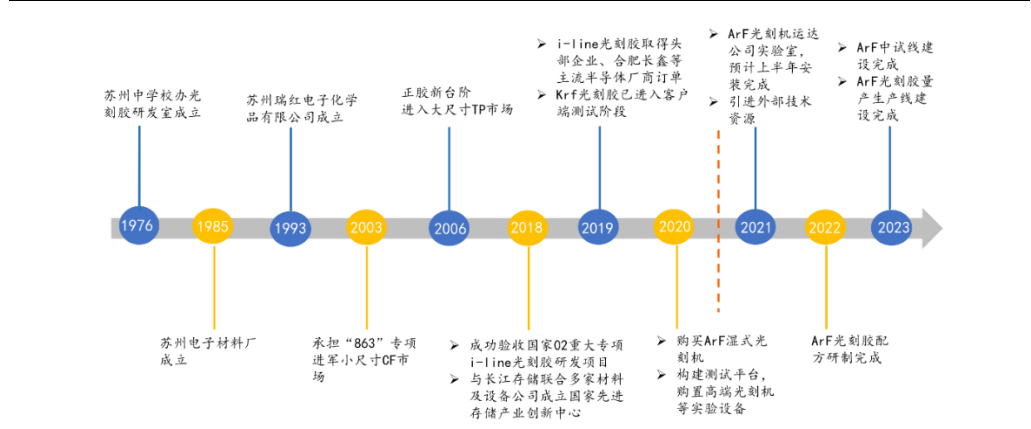 苏州中学校办光
刻胶研发室成立
苏州瑞红电子化学
品有限公司成立
正胶新台阶
进入大尺寸TP市场
➢ i-line光刻胶取得头
部企业、合肥长鑫等
主流半导体厂商订单
➢ Krf光刻胶已进入客户
端测试阶段
➢ ArF光刻机运达
公司实验室，
预计上半年安
装完成
➢ 引进外部技术
资源
➢ ArF中试线建
设完成
➢ ArF光刻胶量
产生产线建
设完成
1976
1985
1993
2003
2006
2018
2019
2020
2021
2022
2023
苏州电子材料厂
成立
承担“863”专项
进军小尺寸CF市
场
➢ 成功验收国家02重大专项
i-line光刻胶研发项目
➢ 与长江存储联合多家材料
及设备公司成立国家先进
存储产业创新中心
➢ 购买ArF湿式光
刻机
➢ 构建测试平台，
购置高端光刻机
等实验设备
ArF光刻胶配
方研制完成